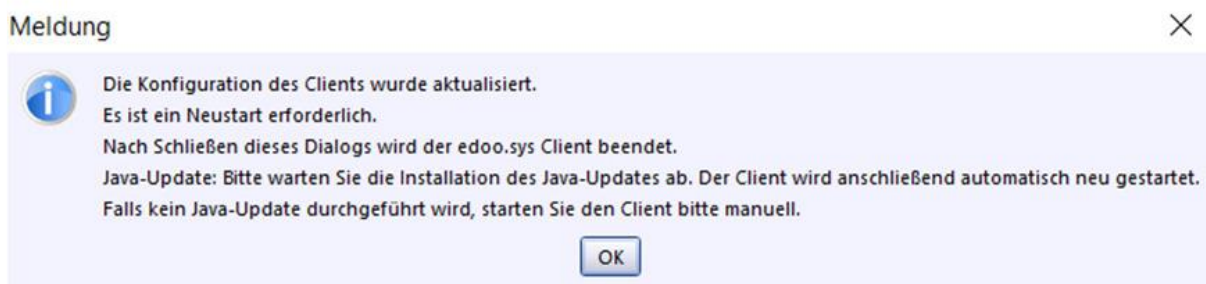 Meldung
Die Konfiguration des Clients wurde aktualisiert.
Es ist ein Neustart erforderlich.
Nach Schließen dieses Dialogs wird der edoo.sys Client beendet.
Java-Update: Bitte warten Sie die Installation des Java-Updates ab. Der Client wird anschließend automatisch neu gestartet.
Falls kein Java-Update durchgeführt wird, starten Sie den Client bitte manuell.
OK